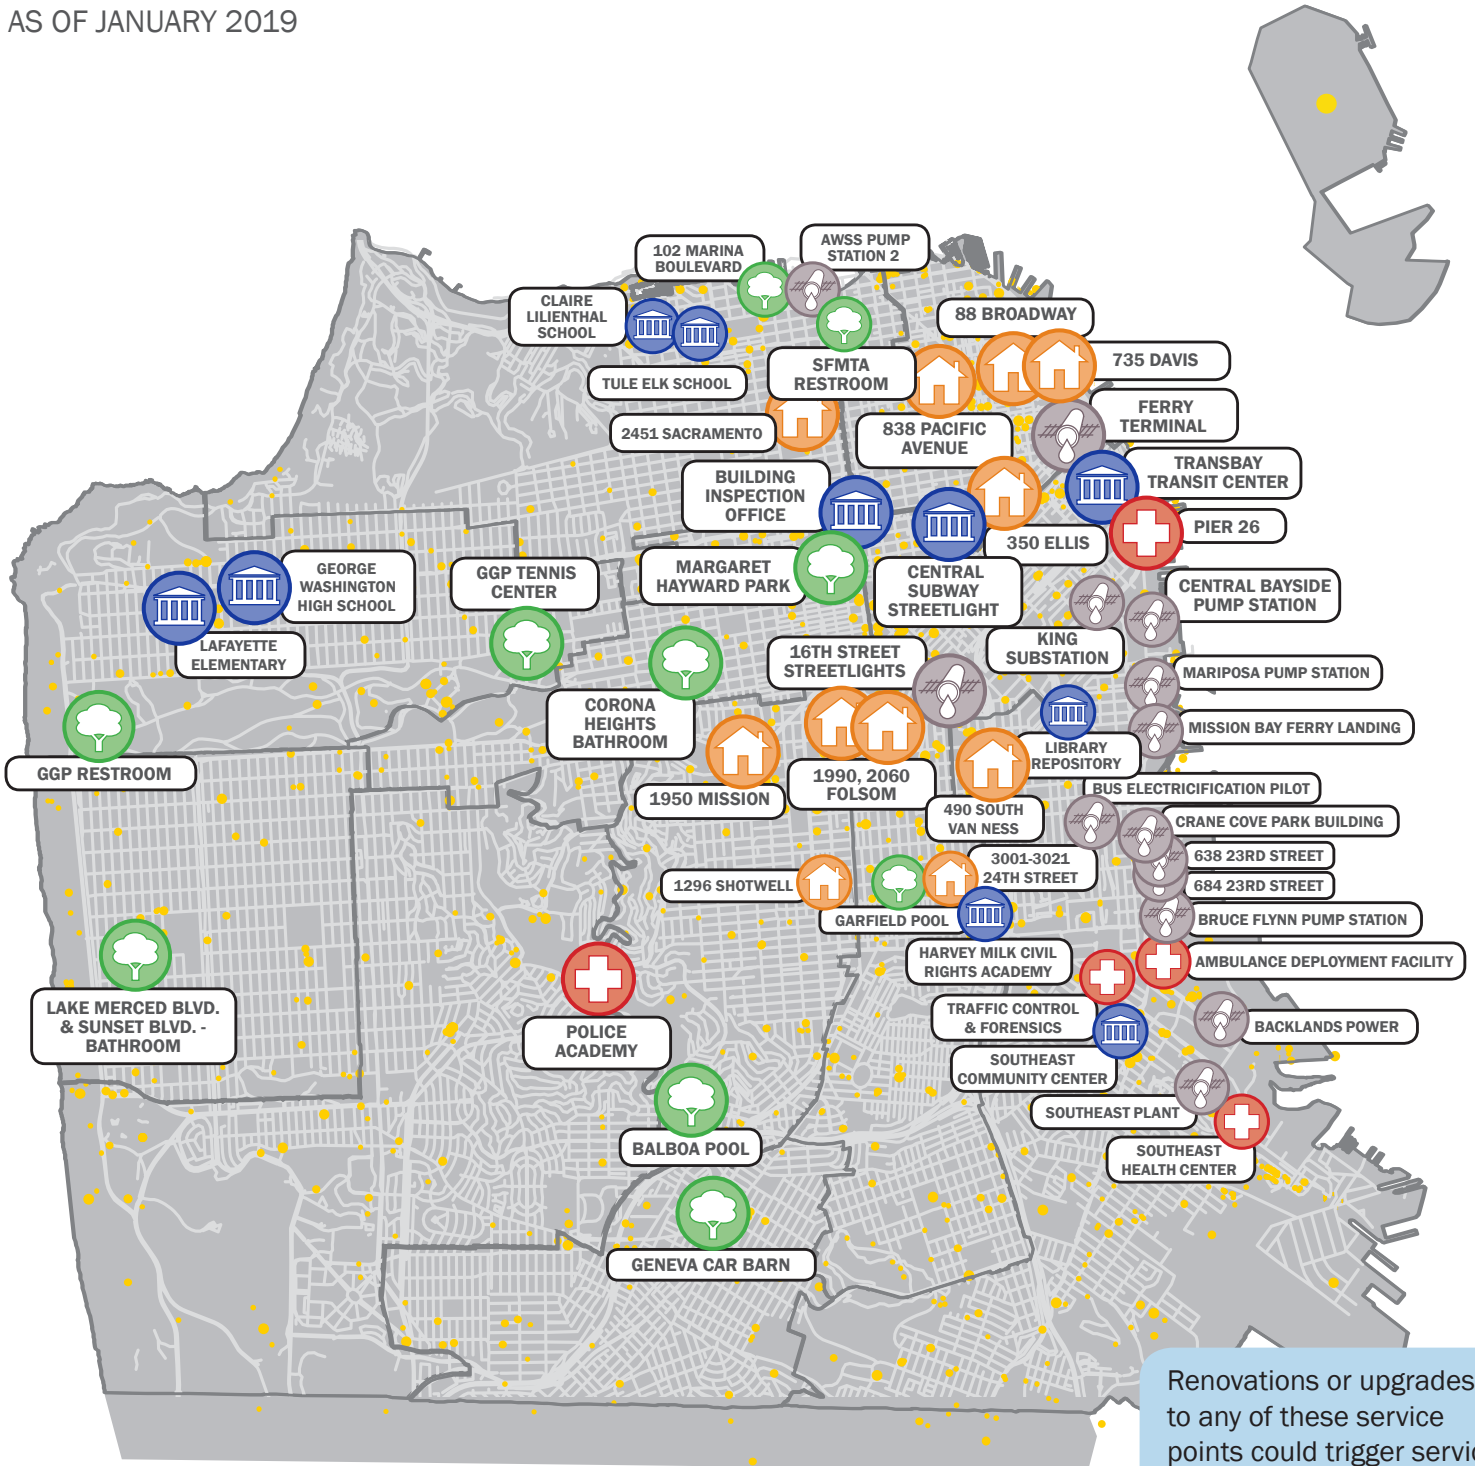 AS OF JANUARY 2019
102 MARINA
BOULEVARD
AWSS PUMP
STATION 2
CLAIRE
LILIENTHAL
SCHOOL
88 BROADWAY
TULE ELK SCHOOL
SFMTA
RESTROOM
735 DAVIS
2451 SACRAMENTO
838 PACIFIC
AVENUE
FERRY
TERMINAL
BUILDING
INSPECTION
OFFICE
TRANSBAY
TRANSIT CENTER
350 ELLIS
PIER 26
GEORGE
WASHINGTON
HIGH SCHOOL
GGP TENNIS
CENTER
MARGARET
HAYWARD PARK
CENTRAL
SUBWAY
STREETLIGHT
CENTRAL BAYSIDE
PUMP STATION
LAFAYETTE
ELEMENTARY
16TH STREET
STREETLIGHTS
KING
SUBSTATION
MARIPOSA PUMP STATION
CORONA
HEIGHTS
BATHROOM
MISSION BAY FERRY LANDING
LIBRARY
REPOSITORY
GGP RESTROOM
1950 MISSION
1990, 2060
FOLSOM
BUS ELECTRICIFICATION PILOT
490 SOUTH
VAN NESS
CRANE COVE PARK BUILDING
638 23RD STREET
3001-3021
24TH STREET
1296 SHOTWELL
684 23RD STREET
GARFIELD POOL
BRUCE FLYNN PUMP STATION
HARVEY MILK CIVIL
RIGHTS ACADEMY
AMBULANCE DEPLOYMENT FACILITY
LAKE MERCED BLVD.
& SUNSET BLVD. -
BATHROOM
POLICE
ACADEMY
TRAFFIC CONTROL
& FORENSICS
BACKLANDS POWER
SOUTHEAST
COMMUNITY CENTER
SOUTHEAST PLANT
BALBOA POOL
SOUTHEAST
HEALTH CENTER
GENEVA CAR BARN
Renovations or upgrades
to any of these service
points could trigger servic